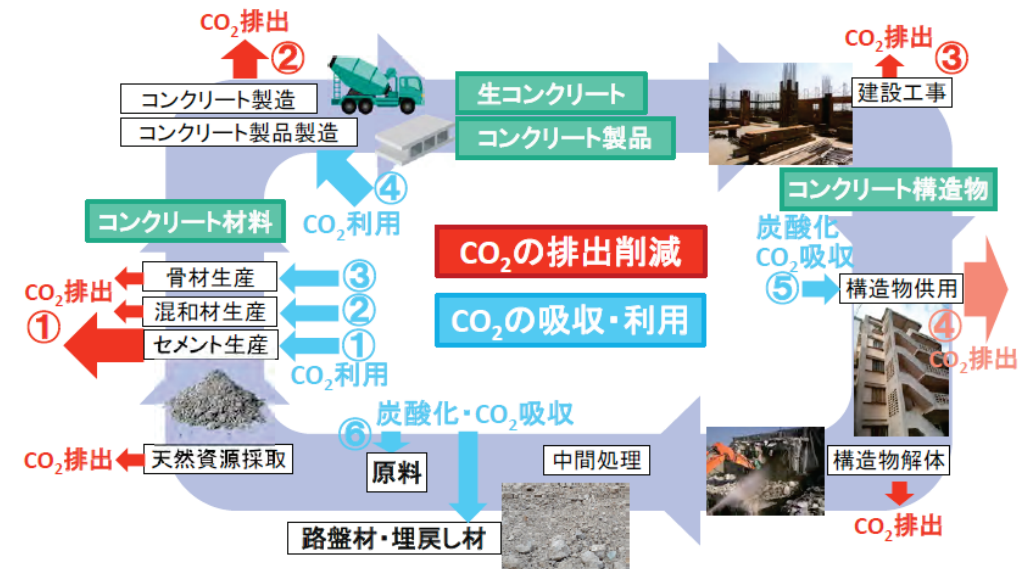 CO₂排出
②
コンクリート製造
コンクリート製品製造
生コンクリート
コンクリート製品
CO₂排出
③
建設工事
④
CO₂利用
コンクリート材料
コンクリート構造物
CO₂の排出削減
CO₂の吸収・利用
炭酸化
CO₂吸収
⑤
構造物供用
④
CO₂排出
骨材生産
③
CO₂排出
混和材生産
②
①
セメント生産
①
CO₂利用
炭酸化・CO₂吸収
⑥
CO₂排出
天然資源採取
原料
中間処理
構造物解体
CO₂排出
路盤材・埋戻し材